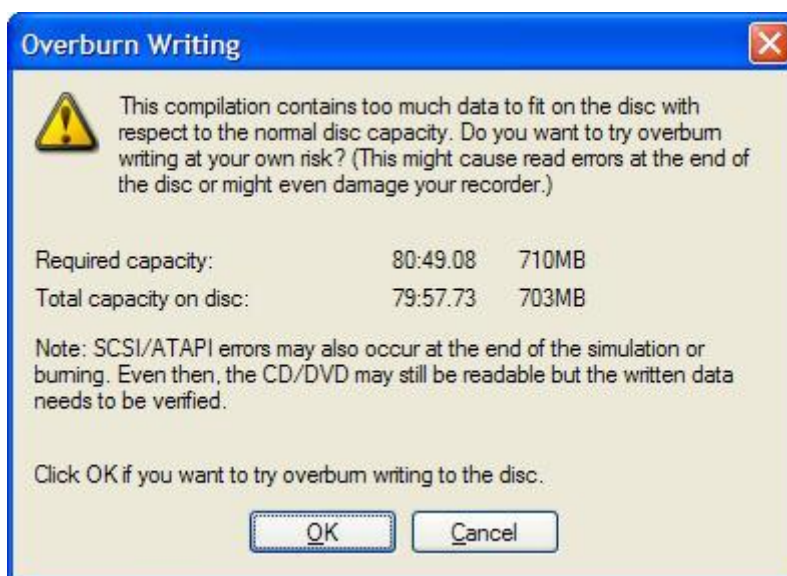 Overburn Writing
This compilation contains too much data to fit on the disc with
respect to the normal disc capacity. Do you want to try overburn
writing at your own risk? (This might cause read errors at the end of
the disc or might even damage your recorder.)
Required capacity: 80:49.08 710MB
Total capacity on disc: 79:57.73 703MB
Note: SCSI/ATAPI errors may also occur at the end of the simulation or
burning. Even then, the CD/DVD may still be readable but the written data
needs to be verified.
Click OK if you want to try overburn writing to the disc.
OK Cancel